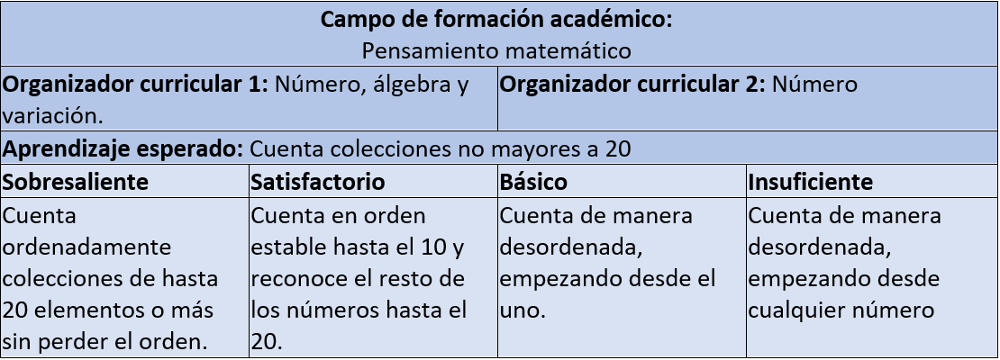 Campo de formación académico:
Pensamiento matemático
Organizador curricular 1: Número, álgebra y
variación.
Organizador curricular 2: Número
Aprendizaje esperado: Cuenta colecciones no mayores a 20
Sobresaliente
Cuenta
ordenadamente
colecciones de hasta
20 elementos o más
sin perder el orden.
Satisfactorio
Cuenta en orden
estable hasta el 10 y
reconoce el resto de
los números hasta el
20.
Básico
Cuenta de manera
desordenada,
empezando desde el
uno.
Insuficiente
Cuenta de manera
desordenada,
empezando desde
cualquier número